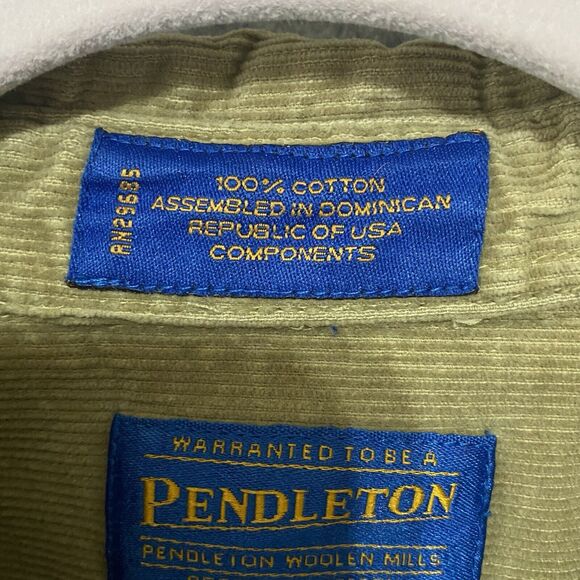 RN29685
100% COTTON
ASSEMBLED IN DOMINICAN
REPUBLIC OF USA
COMPONENTS
WARRANTED TO BE A
PENDLETON
PENDLETON WOOLEN MILLS